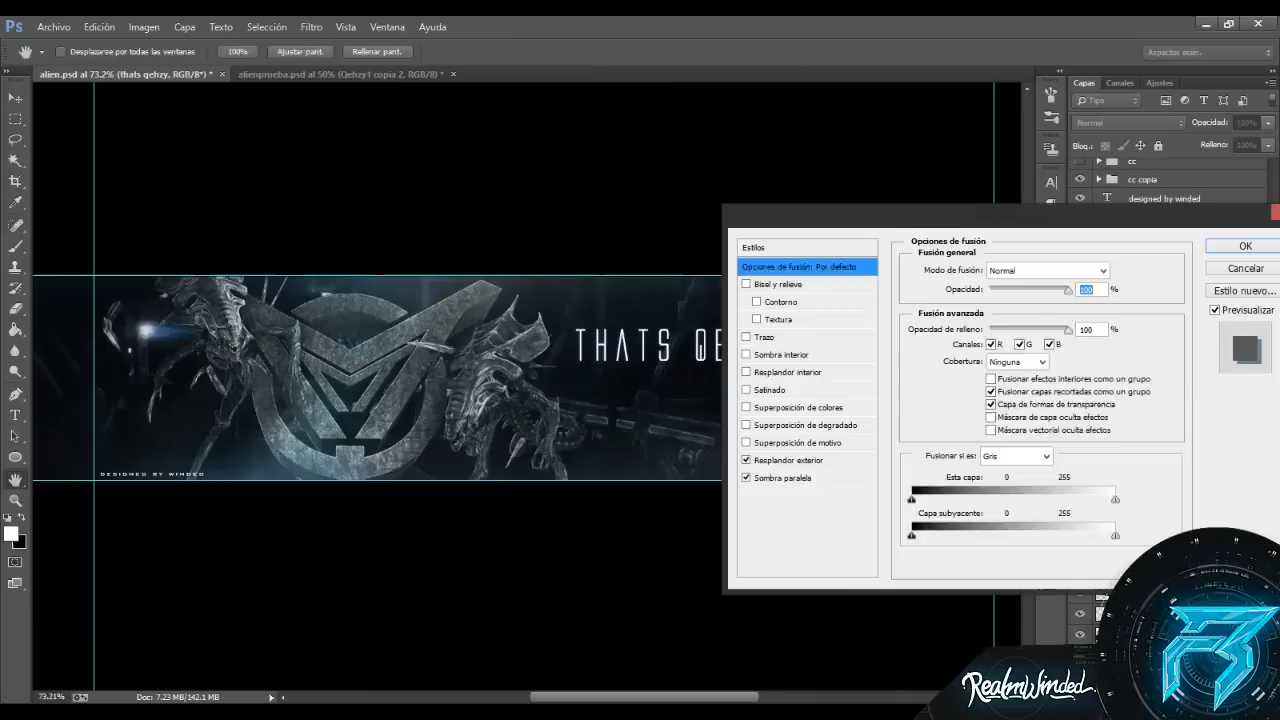 Ps Archivo Edición Imagen Capa Texto Selección Filtro Vista Ventana Ayuda
Desplazarse por todas las ventanas 100% Ajustar pant. Rellenar pant. Aspectos esen.
alien.psd al 73.2% (thats qehzy, RGB/8*) * × alienprueba.psd al 50% (Qehzy1 copia 2, RGB/8) * ×
Capas Canales Ajustes
Tipo
Normal Opacidad: 100%
Bloq.: Relleno: 100%
cc
cc copia
T designed by winded
THATS QE
DESIGNED BY WINDED
Estilos
Opciones de fusión: Por defecto
Bisel y relieve
Contorno
Textura
Trazo
Sombra interior
Resplandor interior
Satinado
Superposición de colores
Superposición de degradado
Superposición de motivo
Resplandor exterior
Sombra paralela
Opciones de fusión
Fusión general
Modo de fusión: Normal
Opacidad: 100 %
Fusión avanzada
Opacidad de relleno: 100 %
Canales: R G B
Cobertura: Ninguna
Fusionar efectos interiores como un grupo
Fusionar capas recortadas como un grupo
Capa de formas de transparencia
Máscara de capa oculta efectos
Máscara vectorial oculta efectos
Fusionar si es: Gris
Esta capa: 0 255
Capa subyacente: 0 255
OK
Cancelar
Estilo nuevo...
Previsualizar
RealmWinded
73.21% Doc: 7.23 MB/142.1 MB